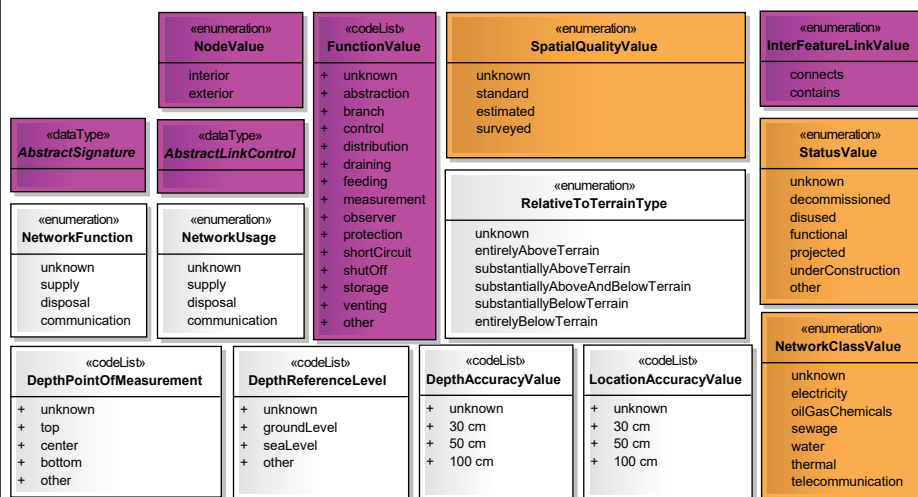 «enumeration»
NodeValue
interior
exterior
«codeList»
FunctionValue
+ unknown
+ abstraction
+ branch
+ control
+ distribution
+ draining
+ feeding
+ measurement
+ observer
+ protection
+ shortCircuit
+ shutOff
+ storage
+ venting
+ other
«enumeration»
SpatialQualityValue
unknown
standard
estimated
surveyed
«enumeration»
InterFeatureLinkValue
connects
contains
«dataType»
AbstractSignature
«dataType»
AbstractLinkControl
«enumeration»
StatusValue
unknown
decommissioned
disused
functional
projected
underConstruction
other
«enumeration»
NetworkFunction
unknown
supply
disposal
communication
«enumeration»
NetworkUsage
unknown
supply
disposal
communication
«enumeration»
RelativeToTerrainType
unknown
entirelyAboveTerrain
substantiallyAboveTerrain
substantiallyAboveAndBelowTerrain
substantiallyBelowTerrain
entirelyBelowTerrain
«codeList»
DepthPointOfMeasurement
+ unknown
+ top
+ center
+ bottom
+ other
«codeList»
DepthReferenceLevel
+ unknown
+ groundLevel
+ seaLevel
+ other
«codeList»
DepthAccuracyValue
+ unknown
+ 30 cm
+ 50 cm
+ 100 cm
«codeList»
LocationAccuracyValue
+ unknown
+ 30 cm
+ 50 cm
+ 100 cm
«enumeration»
NetworkClassValue
unknown
electricity
oilGasChemicals
sewage
water
thermal
telecommunication